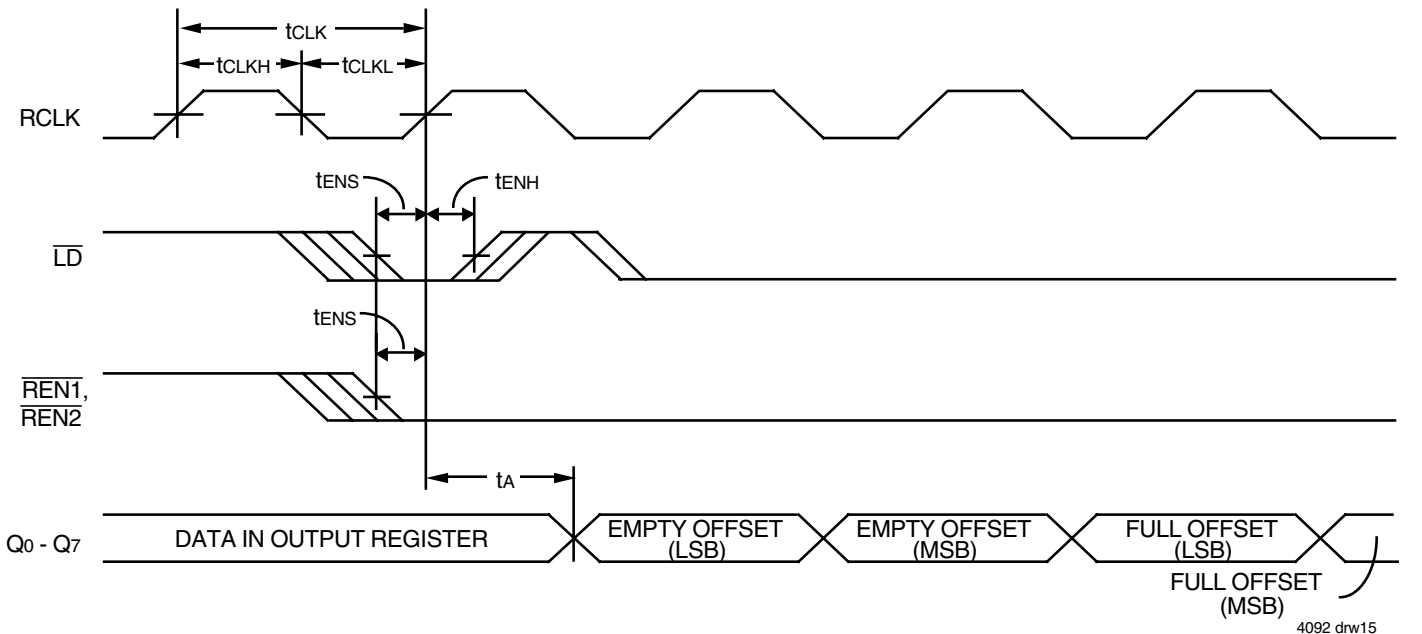 tCLK
tCLKH
tCLKL
RCLK
tENS
tENH
LD
tENS
REN1,
REN2
tA
Q0 - Q7
DATA IN OUTPUT REGISTER
EMPTY OFFSET
(LSB)
EMPTY OFFSET
(MSB)
FULL OFFSET
(LSB)
FULL OFFSET
(MSB)
4092 drw15